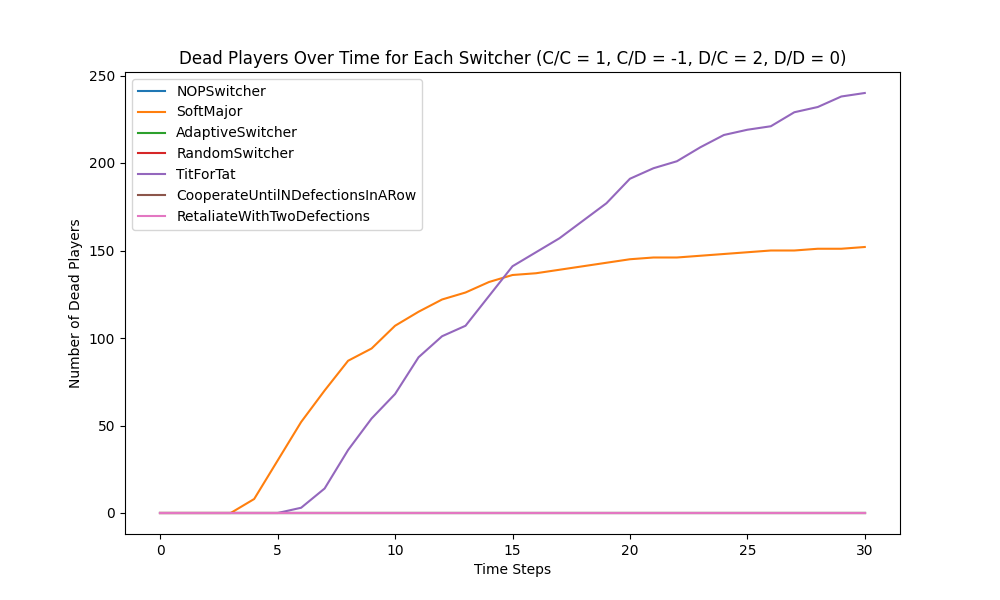 Dead Players Over Time for Each Switcher (C/C = 1, C/D = -1, D/C = 2, D/D = 0)
NOPSwitcher
SoftMajor
AdaptiveSwitcher
RandomSwitcher
TitForTat
CooperateUntilNDefectionsInARow
RetaliateWithTwoDefections
Number of Dead Players
250
200
150
100
50
0
0 5 10 15 20 25 30
Time Steps